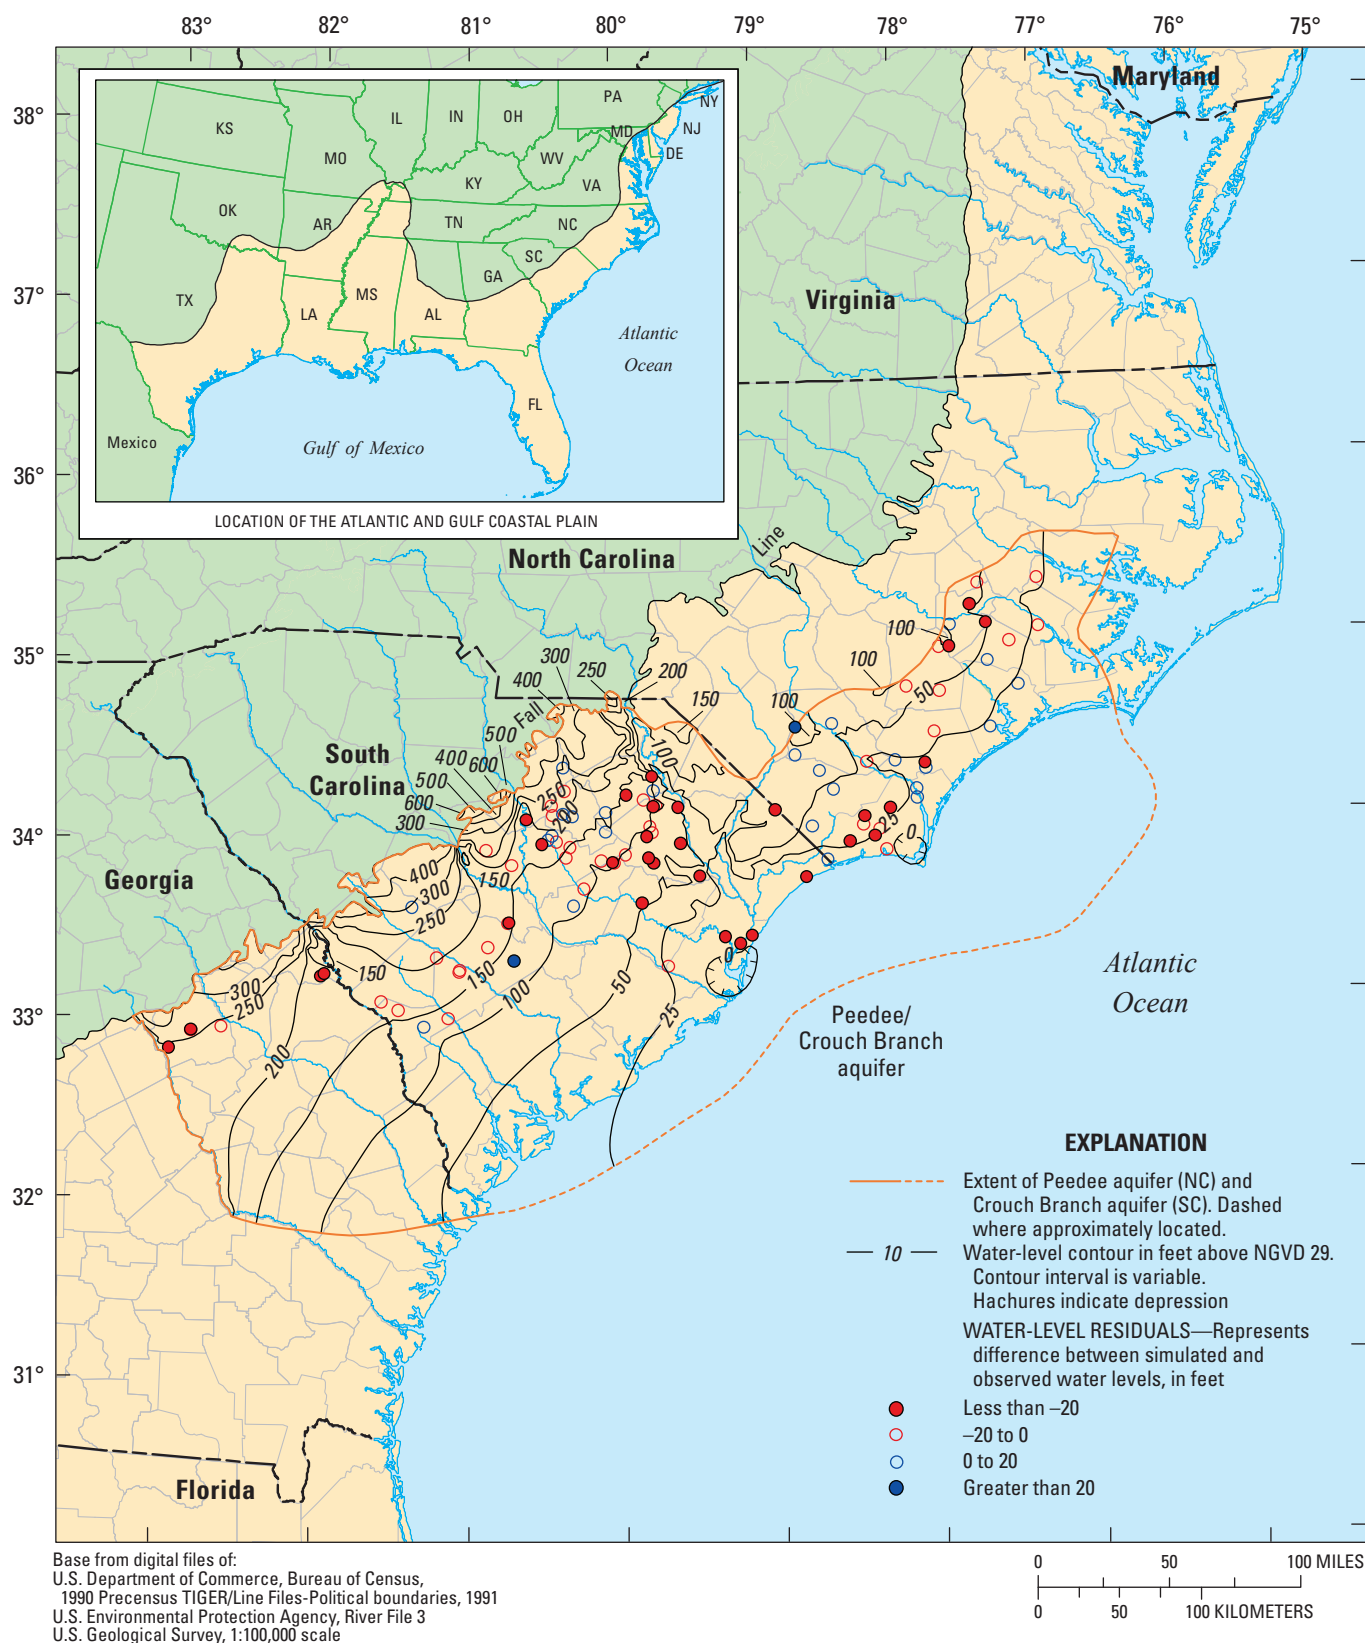 83°
82°
81°
80°
79°
78°
77°
76°
75°
38°
37°
36°
35°
34°
33°
32°
31°
Maryland
Virginia
North Carolina
South
Carolina
Georgia
Florida
KS
MO
IL
IN
OH
PA
NY
NJ
MD
DE
WV
VA
KY
OK
AR
TN
NC
SC
GA
TX
LA
MS
AL
FL
Mexico
Gulf of Mexico
Atlantic
Ocean
LOCATION OF THE ATLANTIC AND GULF COASTAL PLAIN
Fall
Line
300
250
400
200
150
500
400
600
500
600
300
100
100
100
100
50
25
0
250
200
150
400
300
250
150
300
250
200
150
100
50
25
0
0
Atlantic
Ocean
Peedee/
Crouch Branch
aquifer
EXPLANATION
Extent of Peedee aquifer (NC) and
Crouch Branch aquifer (SC). Dashed
where approximately located.
10
Water-level contour in feet above NGVD 29.
Contour interval is variable.
Hachures indicate depression
WATER-LEVEL RESIDUALS—Represents
difference between simulated and
observed water levels, in feet
Less than –20
–20 to 0
0 to 20
Greater than 20
Base from digital files of:
U.S. Department of Commerce, Bureau of Census,
1990 Precensus TIGER/Line Files-Political boundaries, 1991
U.S. Environmental Protection Agency, River File 3
U.S. Geological Survey, 1:100,000 scale
0 50 100 MILES
0 50 100 KILOMETERS